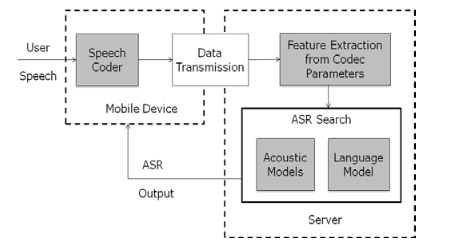 User
Speech
Speech
Coder
Mobile Device
Data
Transmission
Feature Extraction
from Codec
Parameters
ASR Search
Acoustic
Models
Language
Model
Server
ASR
Output